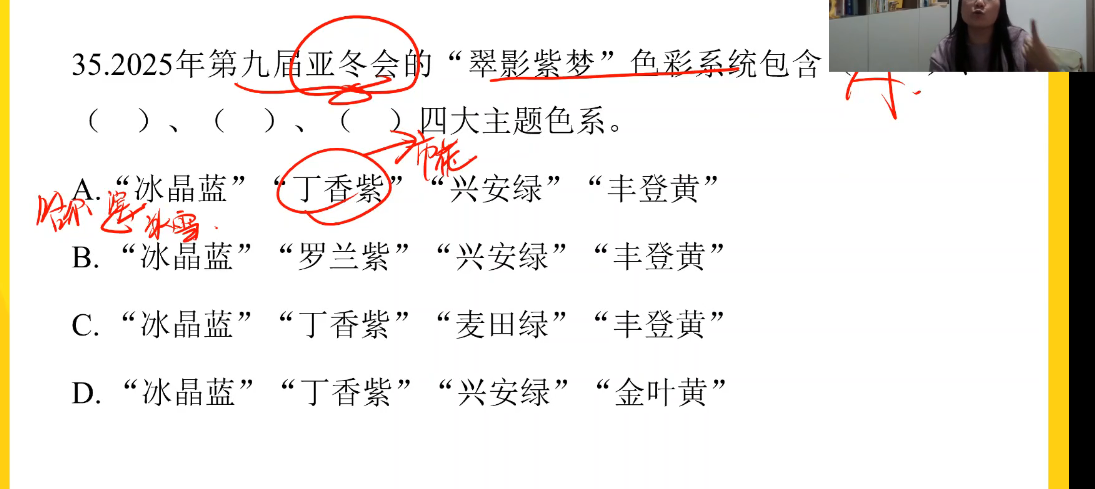 35.2025年第九届亚冬会的“翠影紫梦”色彩系统包含（ ）、
（ ）、（ ）、（ ）四大主题色系。
市花
A. “冰晶蓝” “丁香紫” “兴安绿” “丰登黄”
哈尔滨冰雪.
B. “冰晶蓝” “罗兰紫” “兴安绿” “丰登黄”
C. “冰晶蓝” “丁香紫” “麦田绿” “丰登黄”
D. “冰晶蓝” “丁香紫” “兴安绿” “金叶黄”